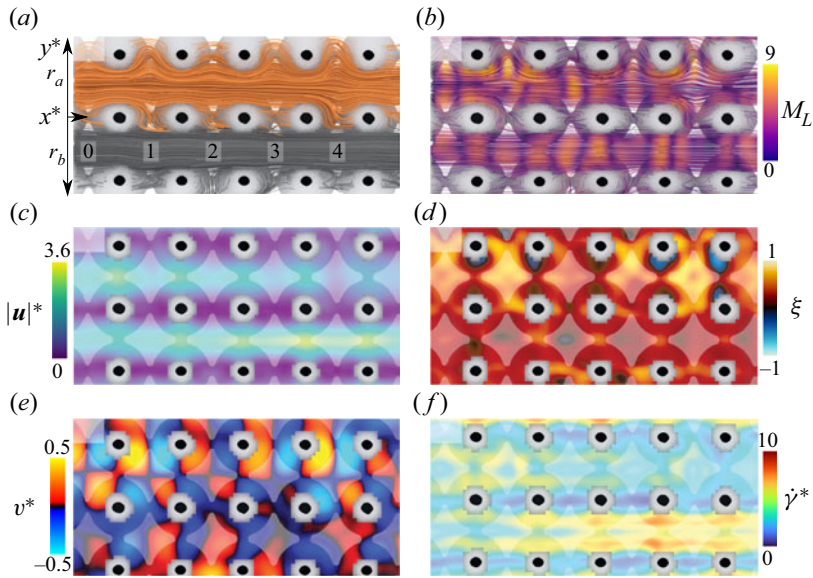 (a)
(b)
y*
r_a
x*
r_b
0 1 2 3 4
9
M_L
0
(c)
(d)
3.6
|u|*
0
1
ξ
−1
(e)
(f)
0.5
v*
−0.5
10
γ̇*
0